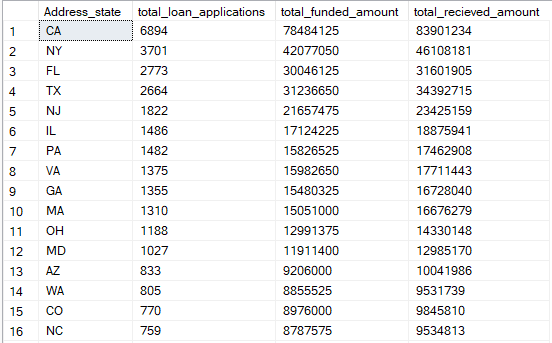 Address_state total_loan_applications total_funded_amount total_recieved_amount
1 CA 6894 78484125 83901234
2 NY 3701 42077050 46108181
3 FL 2773 30046125 31601905
4 TX 2664 31236650 34392715
5 NJ 1822 21657475 23425159
6 IL 1486 17124225 18875941
7 PA 1482 15826525 17462908
8 VA 1375 15982650 17711443
9 GA 1355 15480325 16728040
10 MA 1310 15051000 16676279
11 OH 1188 12991375 14330148
12 MD 1027 11911400 12985170
13 AZ 833 9206000 10041986
14 WA 805 8855525 9531739
15 CO 770 8976000 9845810
16 NC 759 8787575 9534813